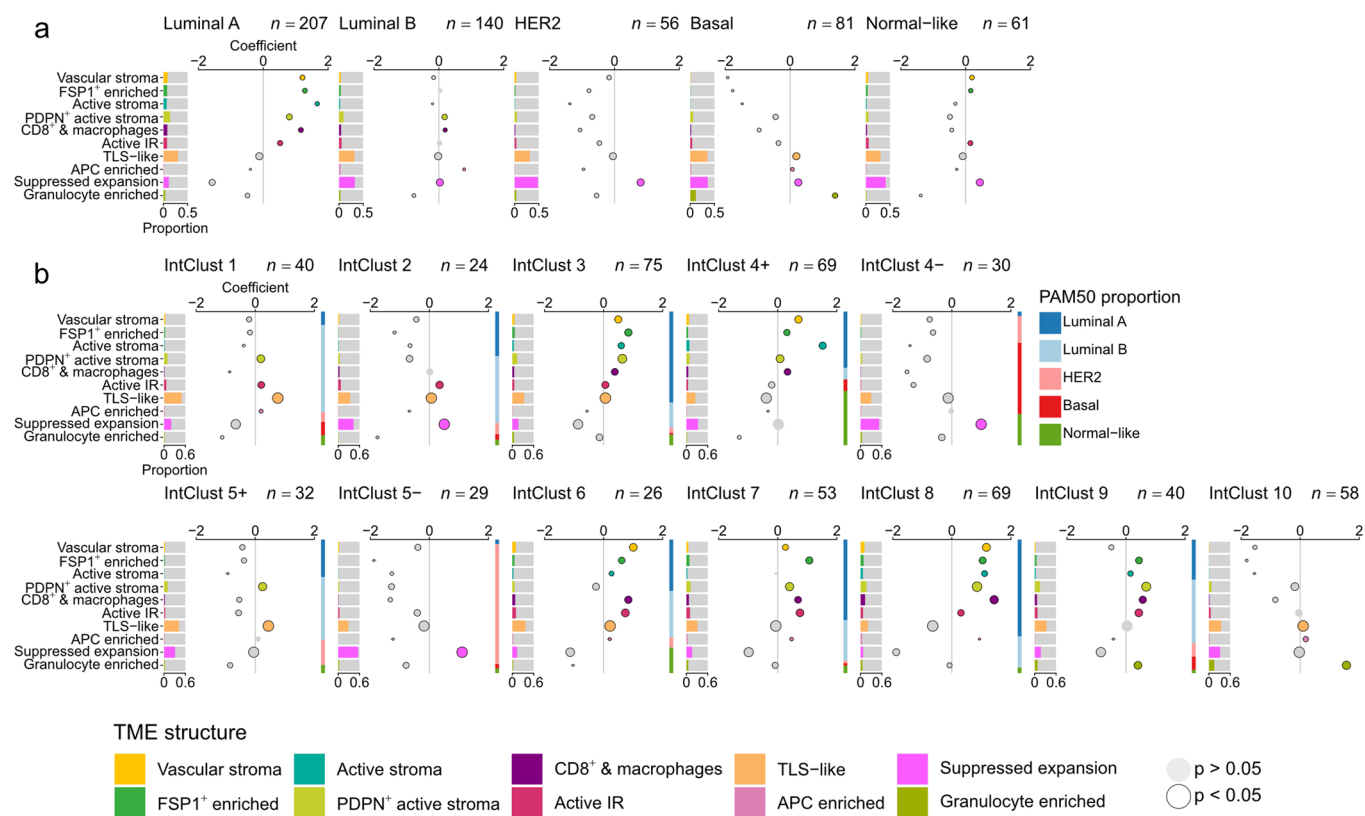 a
Luminal A n = 207 Luminal B n = 140 HER2 n = 56 Basal n = 81 Normal−like n = 61
Coefficient
−2 0 2 −2 0 2 −2 0 2 −2 0 2 −2 0 2
Vascular stroma
FSP1+ enriched
Active stroma
PDPN+ active stroma
CD8+ & macrophages
Active IR
TLS−like
APC enriched
Suppressed expansion
Granulocyte enriched
0 0.5 0 0.5 0 0.5 0 0.5 0 0.5
Proportion
b
IntClust 1 n = 40 IntClust 2 n = 24 IntClust 3 n = 75 IntClust 4+ n = 69 IntClust 4− n = 30
Coefficient
−2 0 2 −2 0 2 −2 0 2 −2 0 2 −2 0 2
Vascular stroma
FSP1+ enriched
Active stroma
PDPN+ active stroma
CD8+ & macrophages
Active IR
TLS−like
APC enriched
Suppressed expansion
Granulocyte enriched
0 0.6 0 0.6 0 0.6 0 0.6 0 0.6
Proportion
PAM50 proportion
Luminal A
Luminal B
HER2
Basal
Normal−like
IntClust 5+ n = 32 IntClust 5− n = 29 IntClust 6 n = 26 IntClust 7 n = 53 IntClust 8 n = 69 IntClust 9 n = 40 IntClust 10 n = 58
−2 0 2 −2 0 2 −2 0 2 −2 0 2 −2 0 2 −2 0 2 −2 0 2
Vascular stroma
FSP1+ enriched
Active stroma
PDPN+ active stroma
CD8+ & macrophages
Active IR
TLS−like
APC enriched
Suppressed expansion
Granulocyte enriched
0 0.6 0 0.6 0 0.6 0 0.6 0 0.6 0 0.6 0 0.6
TME structure
Vascular stroma Active stroma CD8+ & macrophages TLS−like Suppressed expansion p > 0.05
FSP1+ enriched PDPN+ active stroma Active IR APC enriched Granulocyte enriched p < 0.05